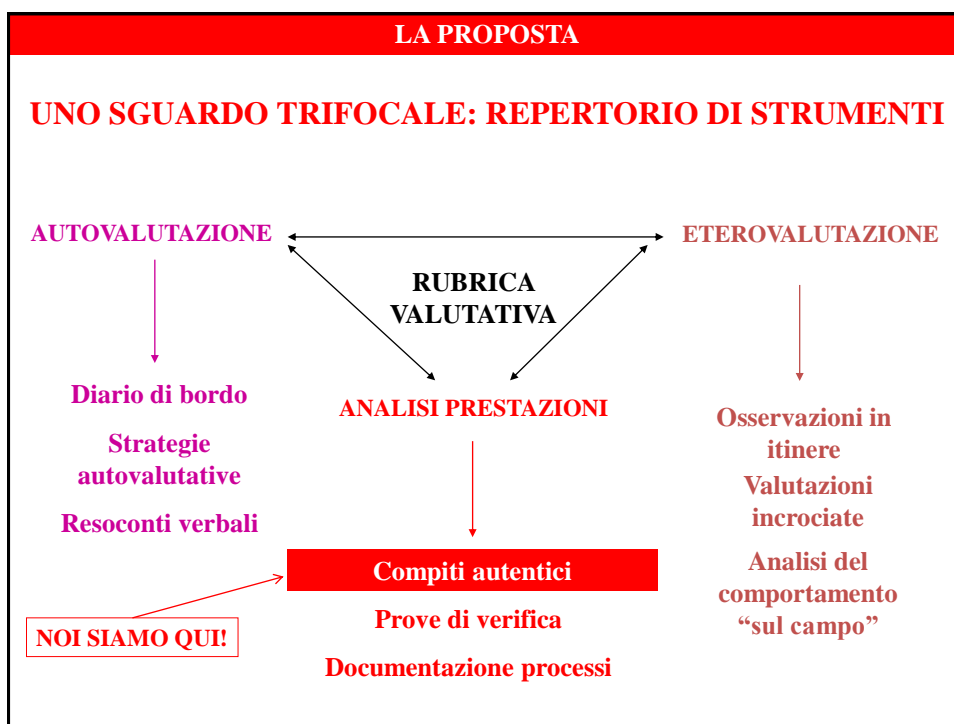 LA PROPOSTA
UNO SGUARDO TRIFOCALE: REPERTORIO DI STRUMENTI
AUTOVALUTAZIONE
ETEROVALUTAZIONE
RUBRICA
VALUTATIVA
Diario di bordo
Strategie
autovalutative
Resoconti verbali
ANALISI PRESTAZIONI
Osservazioni in
itinere
Valutazioni
incrociate
Analisi del
comportamento
“sul campo”
Compiti autentici
Prove di verifica
Documentazione processi
NOI SIAMO QUI!